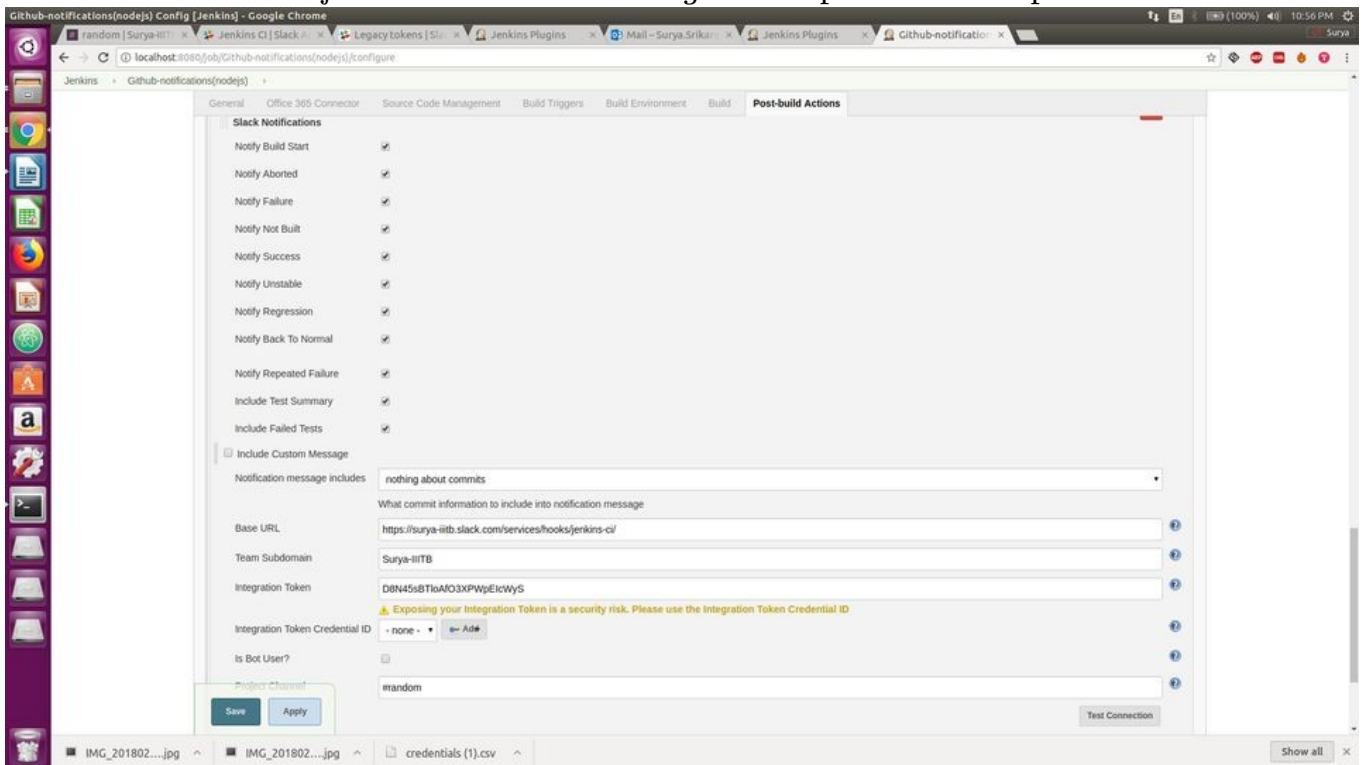 Github-notifications(nodejs) Config [Jenkins] - Google Chrome
En (100%) 10:56 PM
random | Surya-IIIT Jenkins CI | Slack A Legacy tokens | Sla Jenkins Plugins Mail – Surya.Srikar Jenkins Plugins Github-notification Surya
localhost:8080/job/Github-notifications(nodejs)/configure
Jenkins Github-notifications(nodejs)
General Office 365 Connector Source Code Management Build Triggers Build Environment Build Post-build Actions
Slack Notifications
Notify Build Start
Notify Aborted
Notify Failure
Notify Not Built
Notify Success
Notify Unstable
Notify Regression
Notify Back To Normal
Notify Repeated Failure
Include Test Summary
Include Failed Tests
Include Custom Message
Notification message includes nothing about commits
What commit information to include into notification message
Base URL https://surya-iiitb.slack.com/services/hooks/jenkins-ci/
Team Subdomain Surya-IIITB
Integration Token
Exposing your Integration Token is a security risk. Please use the Integration Token Credential ID
Integration Token Credential ID - none - Add
Is Bot User?
Project Channel #random
Save Apply
Test Connection
IMG_201802....jpg IMG_201802....jpg credentials (1).csv Show all